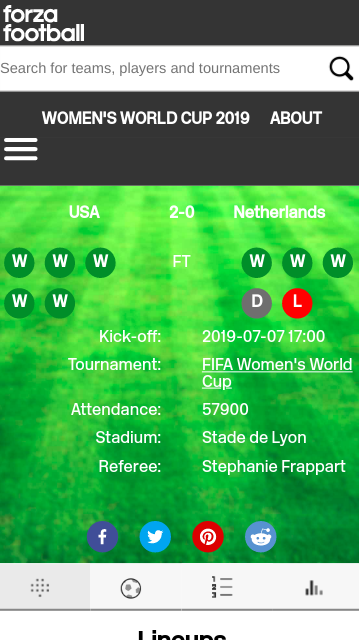 forza
football
Search for teams, players and tournaments
WOMEN'S WORLD CUP 2019 ABOUT
USA 2-0 Netherlands
W W W FT W W W
W W D L
Kick-off: 2019-07-07 17:00
Tournament: FIFA Women's World
Cup
Attendance: 57900
Stadium: Stade de Lyon
Referee: Stephanie Frappart
Lineups